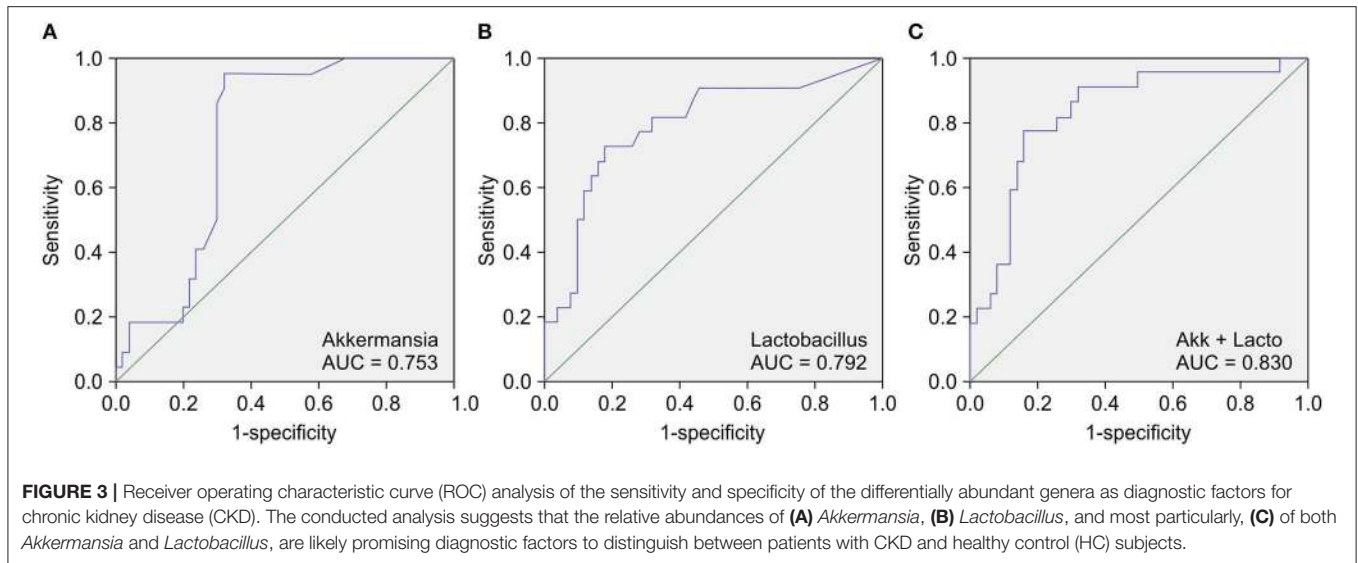 A
B
C
1.0
0.8
0.6
0.4
0.2
0.0
Sensitivity
Akkermansia
AUC = 0.753
0.0 0.2 0.4 0.6 0.8 1.0
1-specificity
1.0
0.8
0.6
0.4
0.2
0.0
Sensitivity
Lactobacillus
AUC = 0.792
0.0 0.2 0.4 0.6 0.8 1.0
1-specificity
1.0
0.8
0.6
0.4
0.2
0.0
Sensitivity
Akk + Lacto
AUC = 0.830
0.0 0.2 0.4 0.6 0.8 1.0
1-specificity
FIGURE 3 | Receiver operating characteristic curve (ROC) analysis of the sensitivity and specificity of the differentially abundant genera as diagnostic factors for
chronic kidney disease (CKD). The conducted analysis suggests that the relative abundances of (A) Akkermansia, (B) Lactobacillus, and most particularly, (C) of both
Akkermansia and Lactobacillus, are likely promising diagnostic factors to distinguish between patients with CKD and healthy control (HC) subjects.